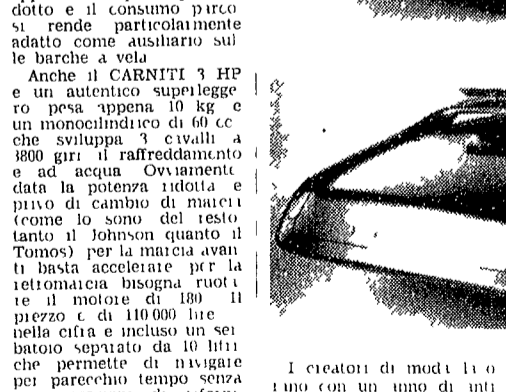 dotto e il consumo parco
si rende particolarmente
adatto come ausiliario sul
le barche a vela
Anche il CARNITI 3 HP
e un autentico superlegge
ro pesa appena 10 kg e
un monocilindrico di 60 cc
che sviluppa 3 cavalli a
3800 giri il raffreddamento
e ad acqua Ovviamente
data la potenza ridotta e
privo di cambio di marcia
(come lo sono del resto
tanto il Johnson quanto il
Tomos) per la marcia avan
ti basta accelerare per la
retromarcia bisogna ruota
re il motore di 180 Il
prezzo e di 110 000 lire
nella cifra e incluso un ser
batoio separato da 10 litri
che permette di navigare
per parecchio tempo senza
I creatori di
con un di